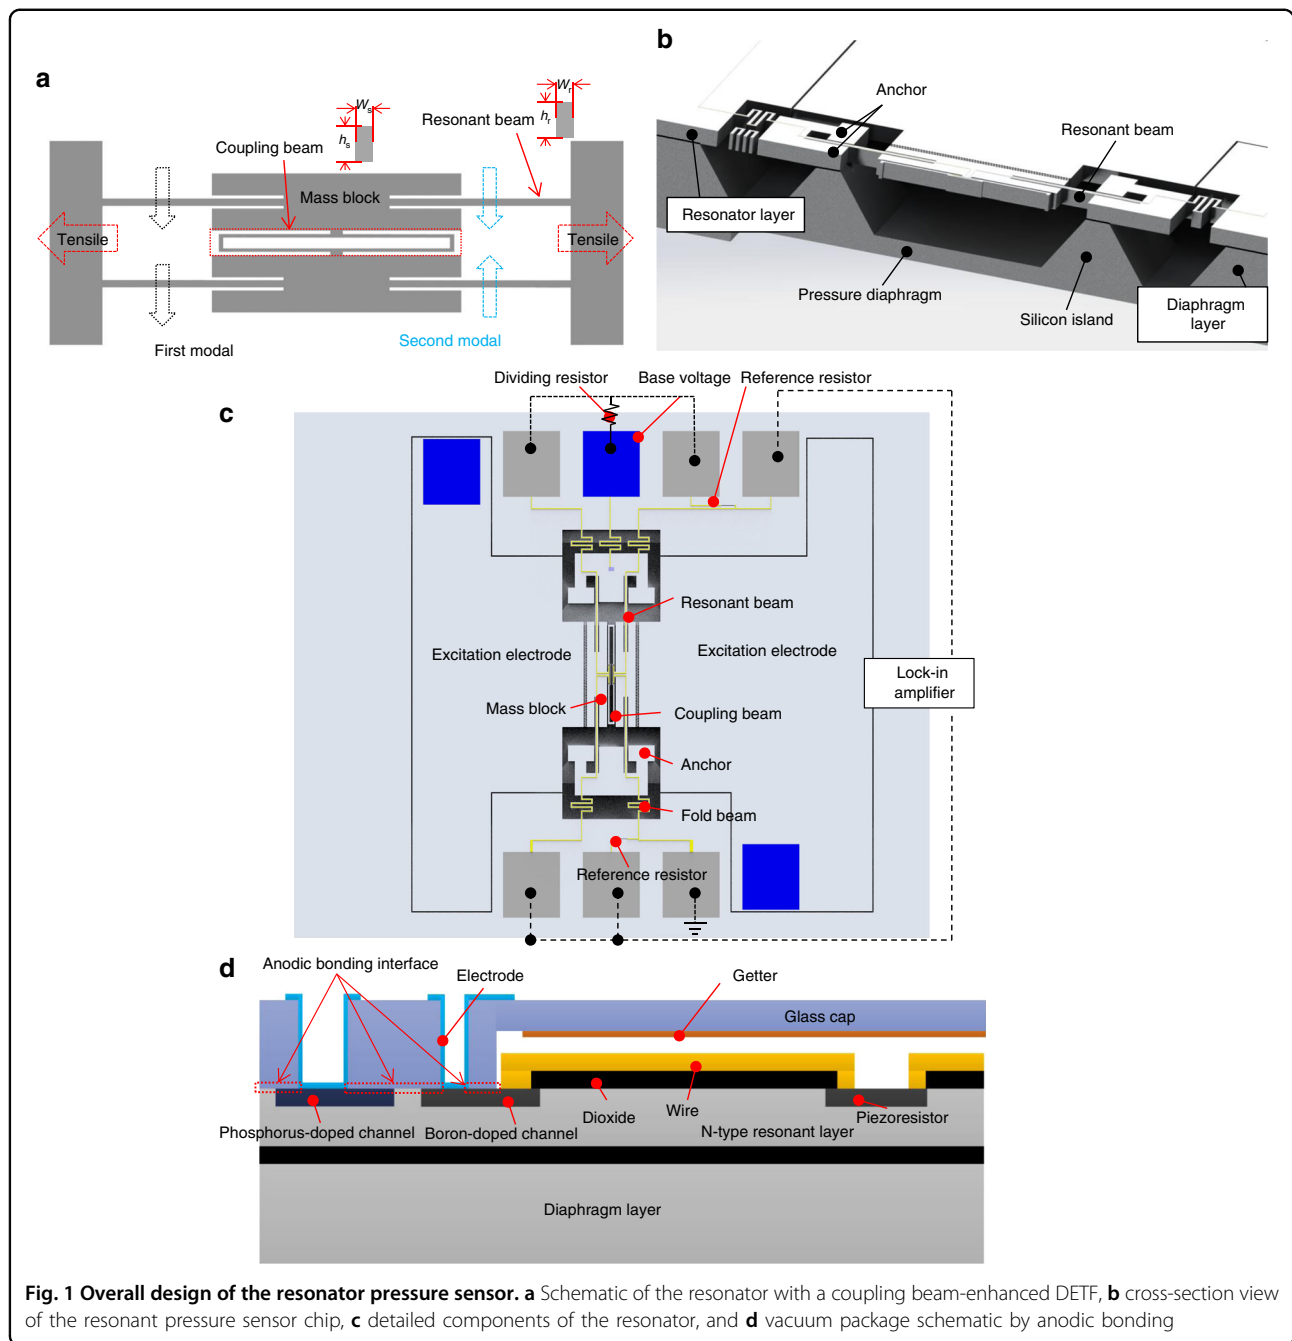 a
Ws
hs
Wr
hr
Resonant beam
Coupling beam
Mass block
Tensile
Tensile
Second modal
First modal
b
Anchor
Resonant beam
Resonator layer
Pressure diaphragm
Silicon island
Diaphragm
layer
c
Dividing resistor
Base voltage
Reference resistor
Resonant beam
Excitation electrode
Excitation electrode
Lock-in
amplifier
Mass block
Coupling beam
Anchor
Fold beam
Reference resistor
d
Anodic bonding interface
Electrode
Getter
Glass cap
Dioxide
Wire
Piezoresistor
Phosphorus-doped channel
Boron-doped channel
N-type resonant layer
Diaphragm layer
Fig. 1 Overall design of the resonator pressure sensor. a Schematic of the resonator with a coupling beam-enhanced DETF, b cross-section view
of the resonant pressure sensor chip, c detailed components of the resonator, and d vacuum package schematic by anodic bonding